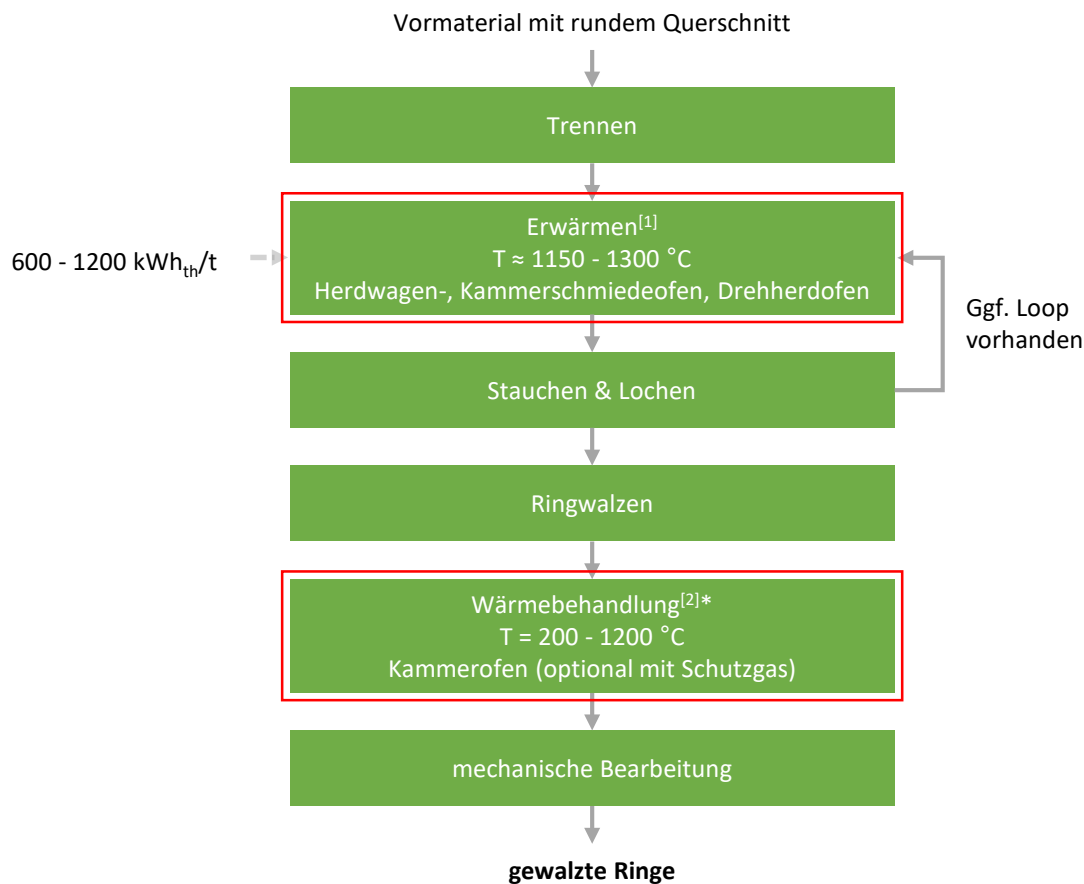 Vormaterial mit rundem Querschnitt
Trennen
Erwärmen[1]
T ≈ 1150 - 1300 °C
Herdwagen-, Kammerschmiedeofen, Drehherdofen
600 - 1200 kWhth/t
Ggf. Loop
vorhanden
Stauchen & Lochen
Ringwalzen
Wärmebehandlung[2]*
T = 200 - 1200 °C
Kammerofen (optional mit Schutzgas)
mechanische Bearbeitung
gewalzte Ringe